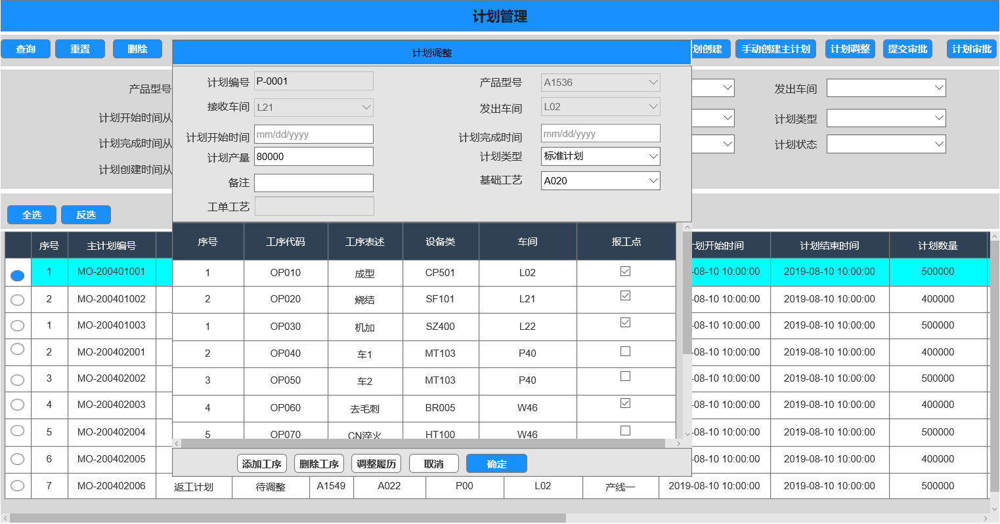 计划管理
查询 重置 删除 划创建 手动创建主计划 计划调整 提交审批 计划审批
计划调整
计划编号 P-0001 产品型号 A1536
产品型号 发出车间
接收车间 L21 发出车间 L02
计划开始时间从 计划类型
计划开始时间 mm/dd/yyyy 计划完成时间 mm/dd/yyyy
计划完成时间从 计划状态
计划产量 80000 计划类型 标准计划
计划创建时间从
备注 基础工艺 A020
工单工艺
全选 反选
序号 主计划编号 划开始时间 计划结束时间 计划数量
序号 工序代码 工序表述 设备类 车间 报工点
1 MO-200401001 -08-10 10:00:00 2019-08-10 10:00:00 500000
1 OP010 成型 CP501 L02
2 MO-200401002 -08-10 10:00:00 2019-08-10 10:00:00 400000
2 OP020 烧结 SF101 L21
1 MO-200401003 -08-10 10:00:00 2019-08-10 10:00:00 500000
1 OP030 机加 SZ400 L22
2 MO-200402001 -08-10 10:00:00 2019-08-10 10:00:00 400000
2 OP040 车1 MT103 P40
3 MO-200402002 -08-10 10:00:00 2019-08-10 10:00:00 500000
3 OP050 车2 MT103 P40
4 MO-200402003 -08-10 10:00:00 2019-08-10 10:00:00 400000
4 OP060 去毛刺 BR005 W46
5 MO-200402004 -08-10 10:00:00 2019-08-10 10:00:00 500000
5 OP070 CN淬火 HT100 W46
6 MO-200402005 -08-10 10:00:00 2019-08-10 10:00:00 400000
添加工序 删除工序 调整履历 取消 确定
7 MO-200402006 返工计划 待调整 A1549 A022 P00 L02 产线一 2019-08-10 10:00:00 2019-08-10 10:00:00 500000